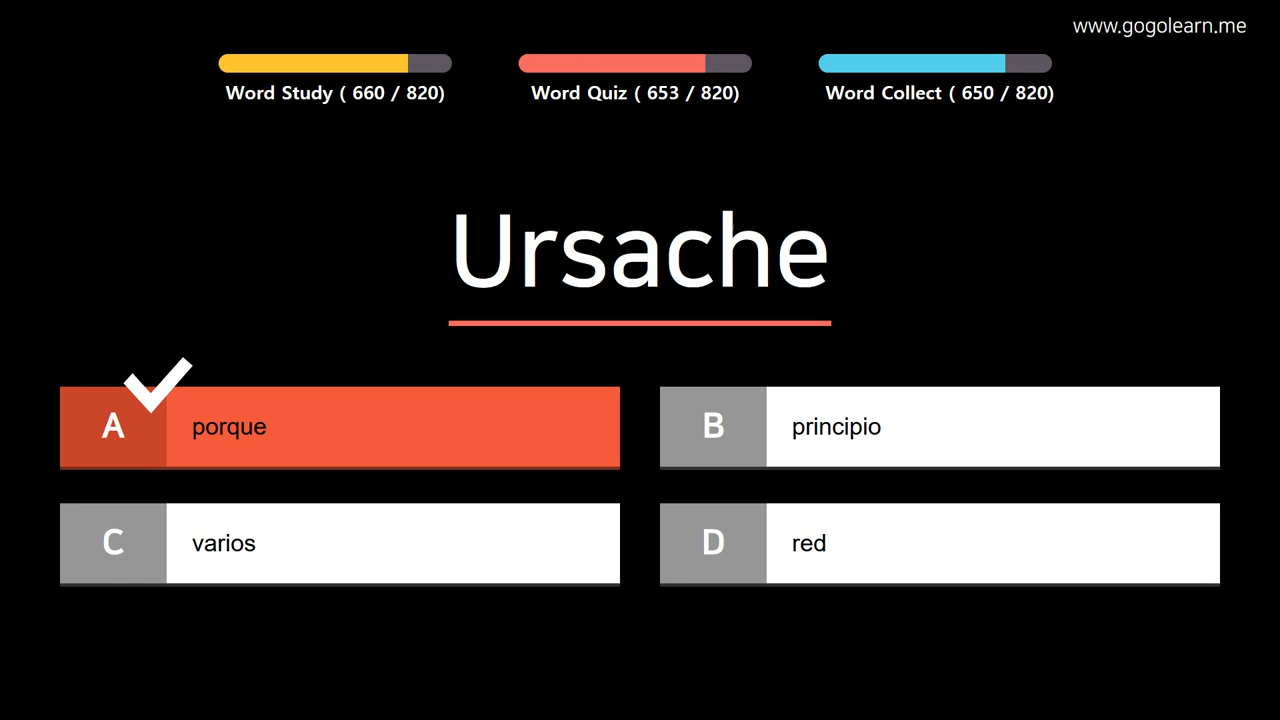 www.gogolearn.me
Word Study ( 660 / 820)
Word Quiz ( 653 / 820)
Word Collect ( 650 / 820)
Ursache
A porque
B principio
C varios
D red